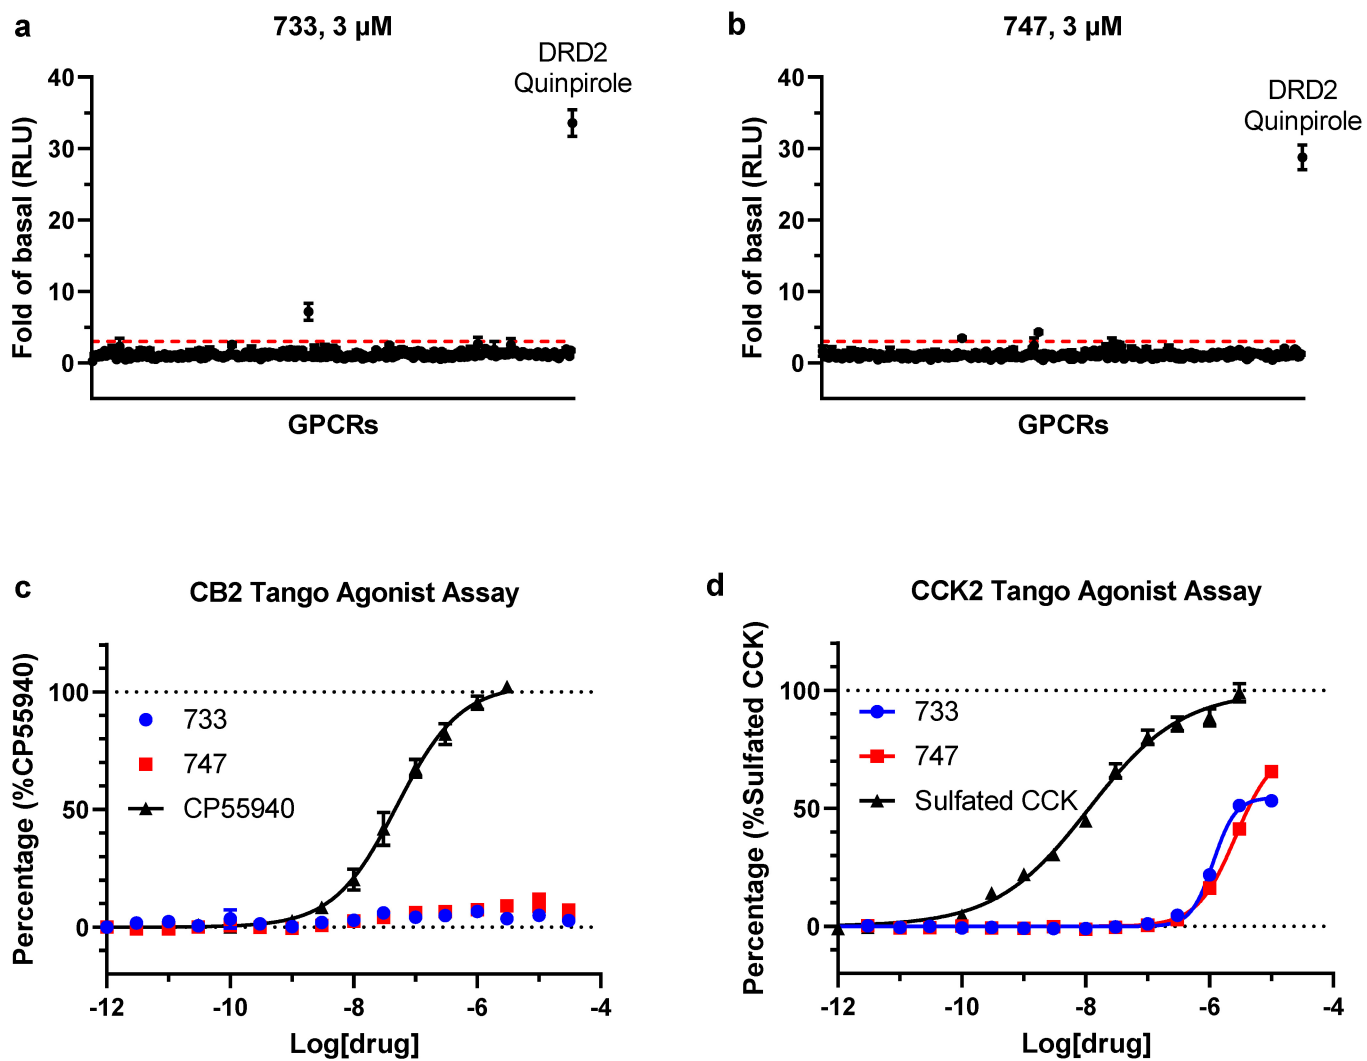 a
733, 3 µM
DRD2
Quinpirole
Fold of basal (RLU)
40
30
20
10
0
GPCRs
b
747, 3 µM
DRD2
Quinpirole
Fold of basal (RLU)
40
30
20
10
0
GPCRs
c
CB2 Tango Agonist Assay
Percentage (%CP55940)
100
50
0
733
747
CP55940
-12
-10
-8
-6
-4
Log[drug]
d
CCK2 Tango Agonist Assay
Percentage (%Sulfated CCK)
100
50
0
733
747
Sulfated CCK
-12
-10
-8
-6
-4
Log[drug]